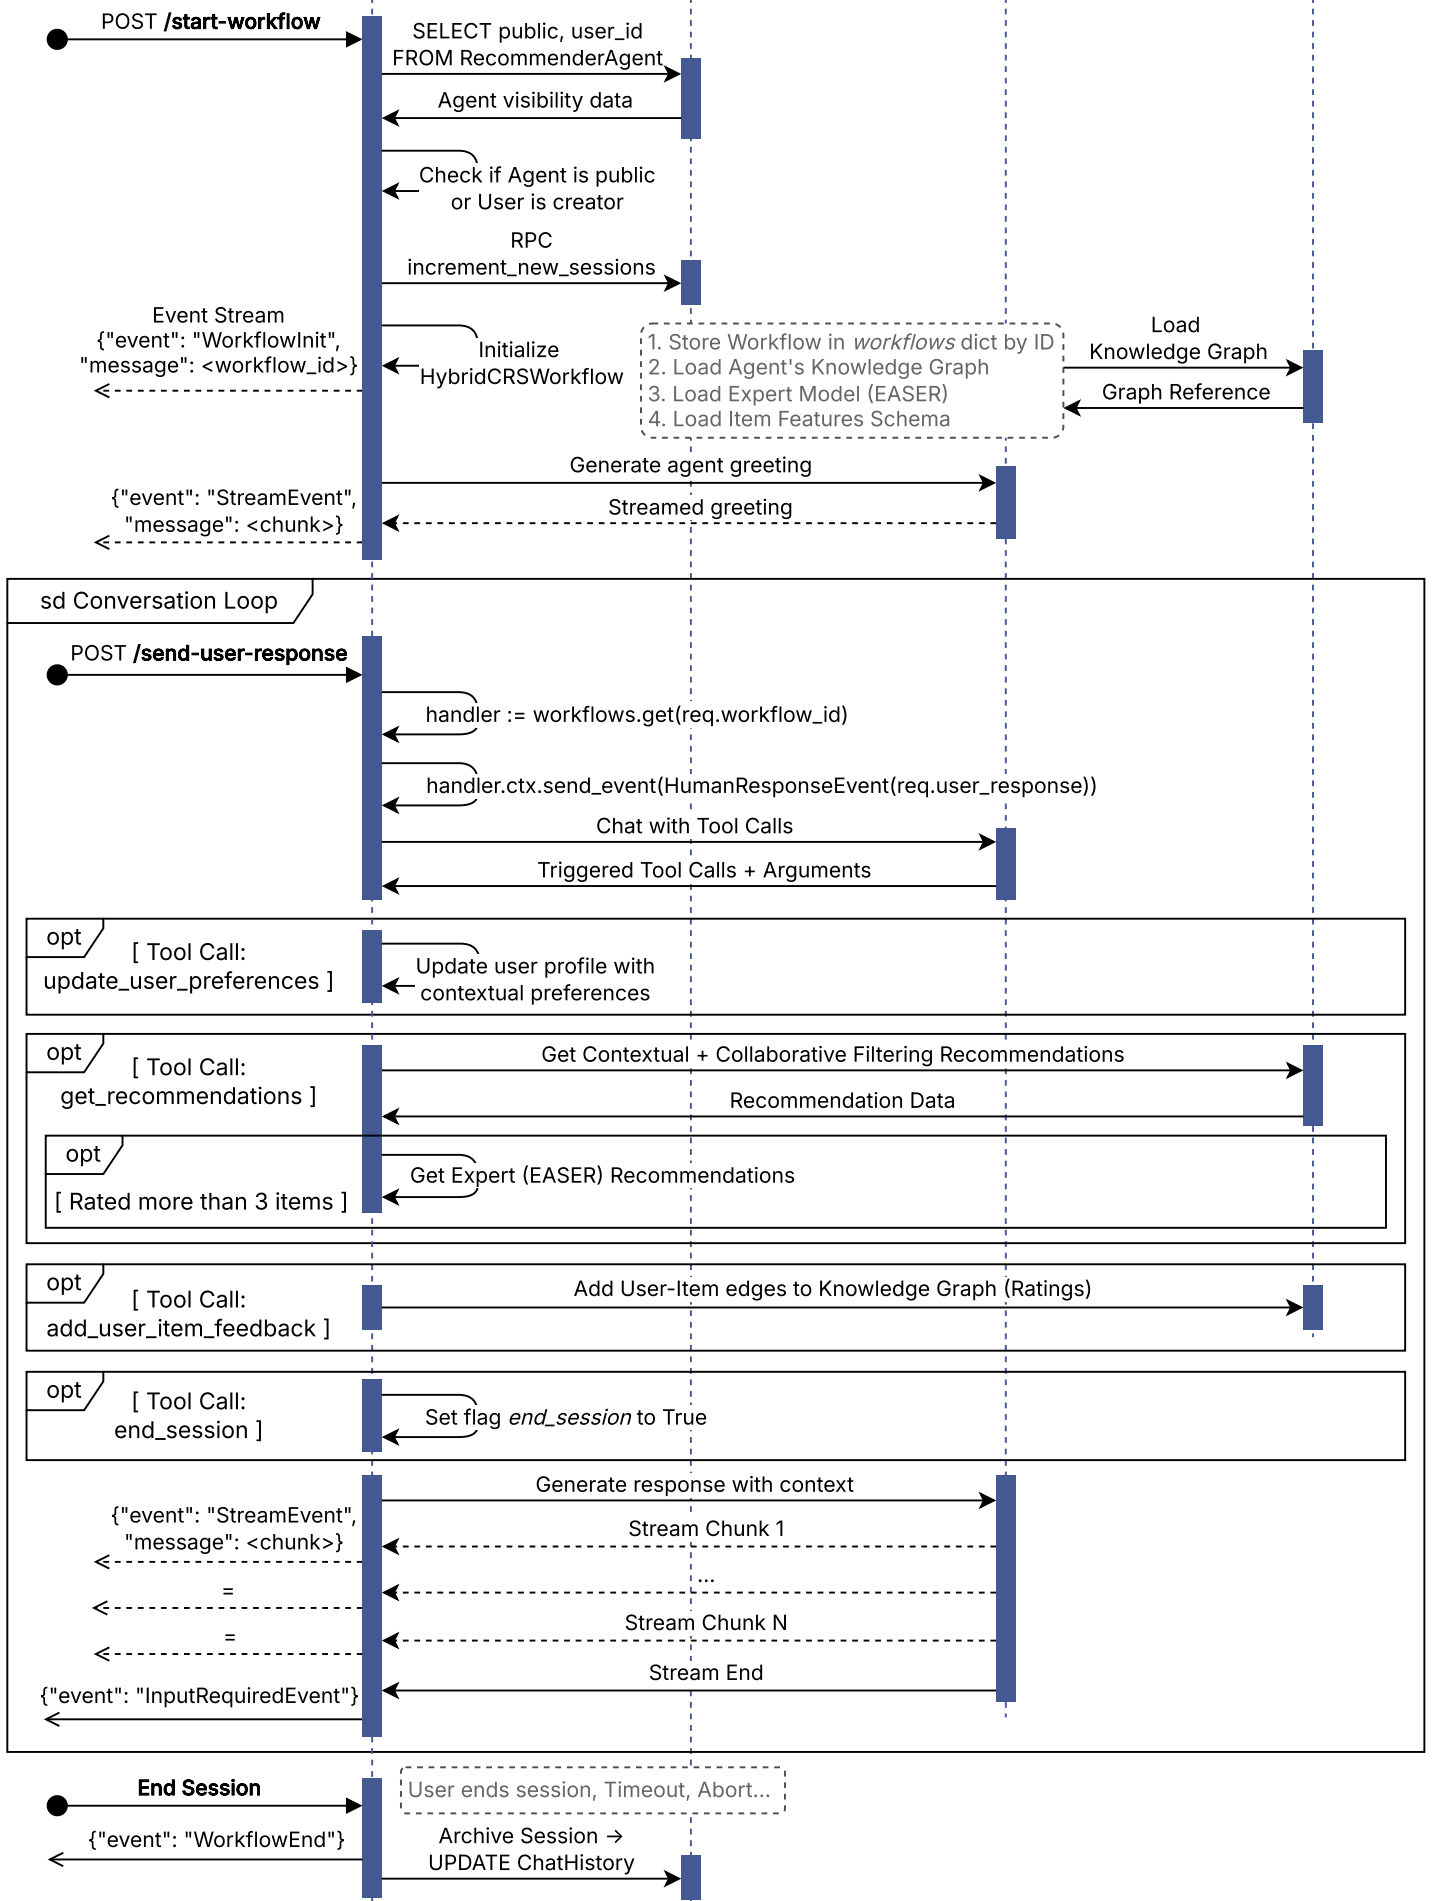 POST /start-workflow
SELECT public, user_id
FROM RecommenderAgent
Agent visibility data
Check if Agent is public
or User is creator
RPC
increment_new_sessions
Event Stream
{"event": "WorkflowInit",
"message": <workflow_id>}
Initialize
HybridCRSWorkflow
1. Store Workflow in workflows dict by ID
2. Load Agent's Knowledge Graph
3. Load Expert Model (EASER)
4. Load Item Features Schema
Load
Knowledge Graph
Graph Reference
Generate agent greeting
Streamed greeting
{"event": "StreamEvent",
"message": <chunk>}
sd Conversation Loop
POST /send-user-response
handler := workflows.get(req.workflow_id)
handler.ctx.send_event(HumanResponseEvent(req.user_response))
Chat with Tool Calls
Triggered Tool Calls + Arguments
opt
[ Tool Call:
update_user_preferences ]
Update user profile with
contextual preferences
opt
[ Tool Call:
get_recommendations ]
Get Contextual + Collaborative Filtering Recommendations
Recommendation Data
opt
[ Rated more than 3 items ]
Get Expert (EASER) Recommendations
opt
[ Tool Call:
add_user_item_feedback ]
Add User-Item edges to Knowledge Graph (Ratings)
opt
[ Tool Call:
end_session ]
Set flag end_session to True
Generate response with context
{"event": "StreamEvent",
"message": <chunk>}
Stream Chunk 1
...
=
Stream Chunk N
=
Stream End
{"event": "InputRequiredEvent"}
End Session
User ends session, Timeout, Abort...
{"event": "WorkflowEnd"}
Archive Session →
UPDATE ChatHistory